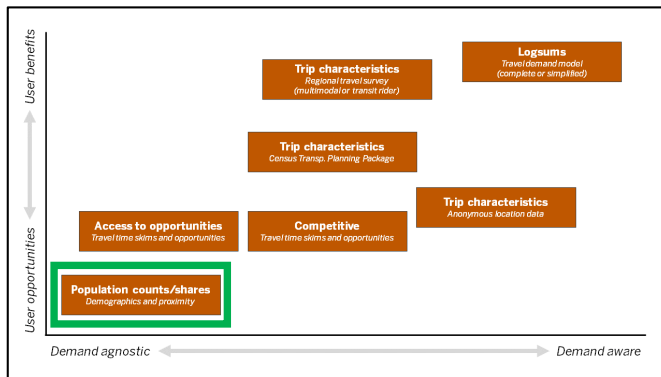 User benefits
User opportunities
Logsums
Travel demand model
(complete or simplified)
Trip characteristics
Regional travel survey
(multimodal or transit rider)
Trip characteristics
Census Transp. Planning Package
Trip characteristics
Anonymous location data
Access to opportunities
Travel time skims and opportunities
Competitive
Travel time skims and opportunities
Population counts/shares
Demographics and proximity
Demand agnostic
Demand aware